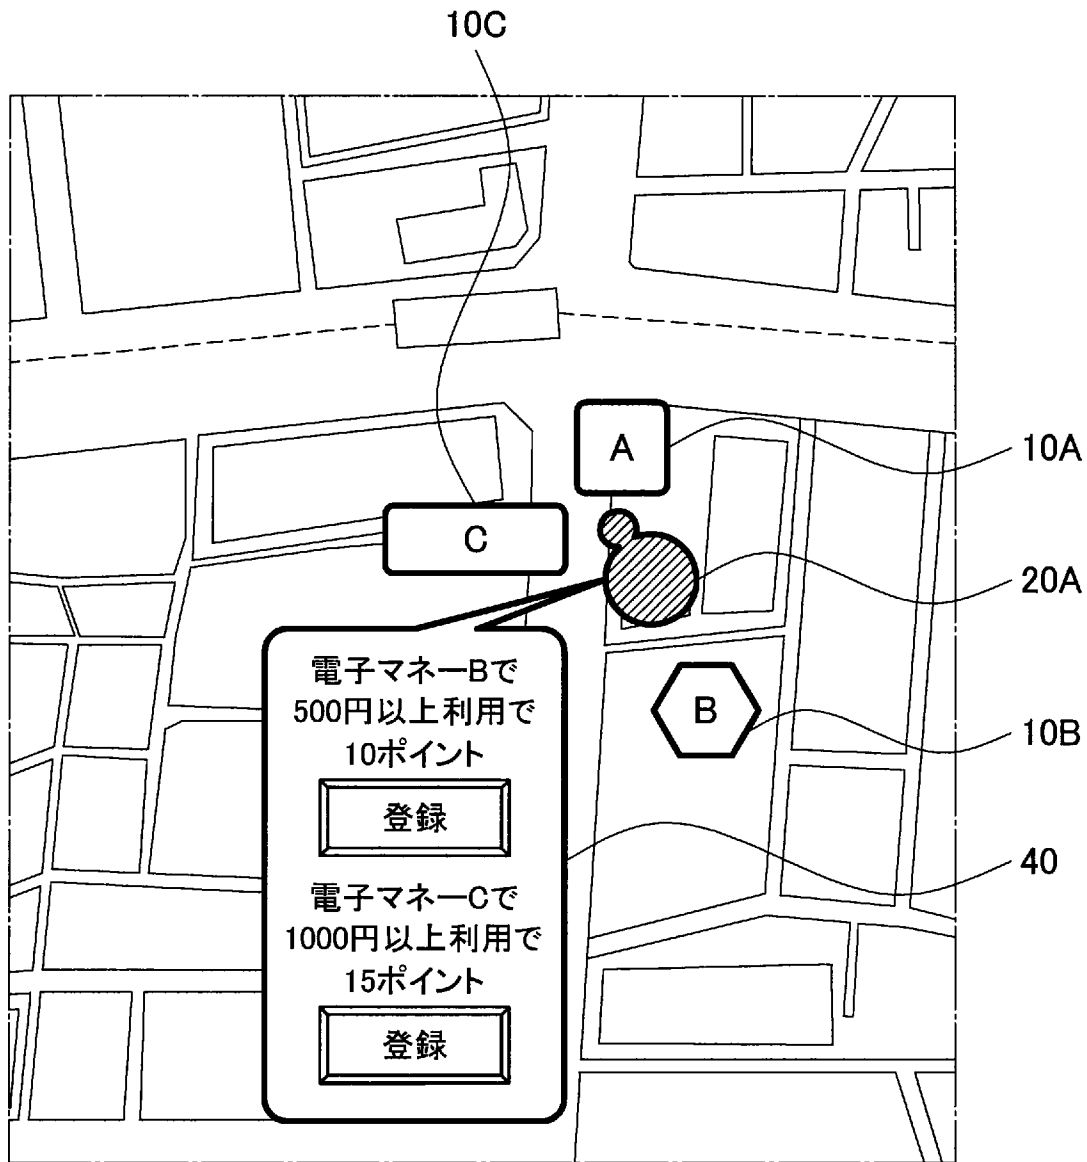 10C
A
10A
C
20A
電子マネーBで
500円以上利用で
10ポイント
B
10B
登録
40
電子マネーCで
1000円以上利用で
15ポイント
登録